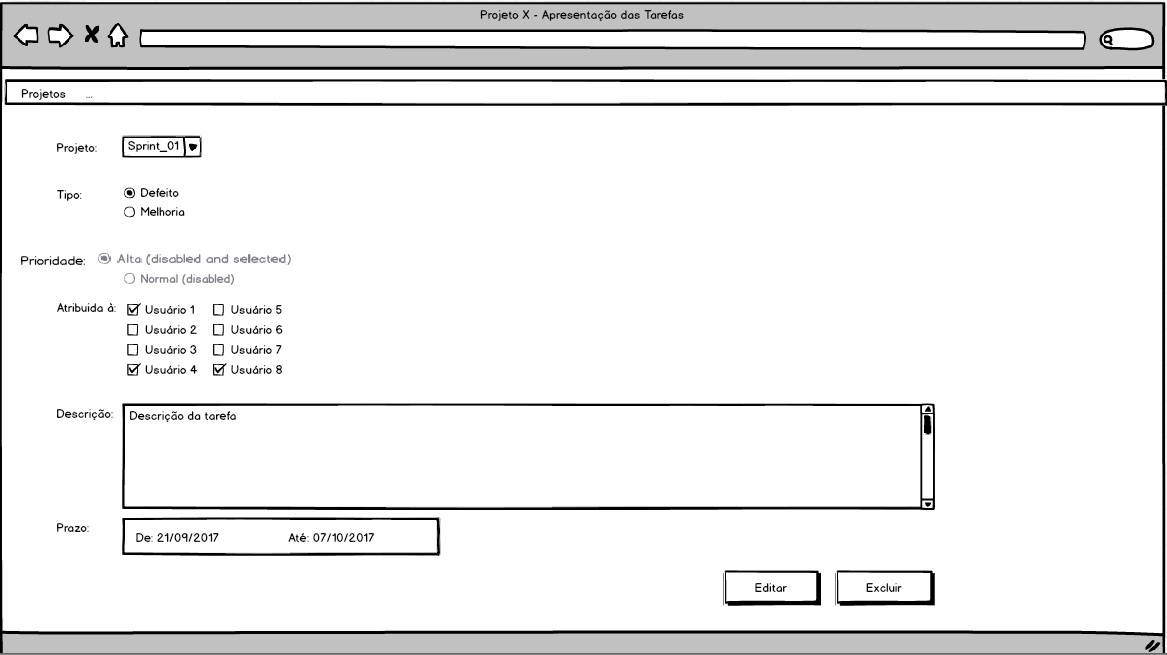 Projeto X - Apresentação das Tarefas
Projetos ...
Projeto: Sprint_01
Tipo: Defeito
Melhoria
Prioridade: Alta (disabled and selected)
Normal (disabled)
Atribuida à: Usuário 1 Usuário 5
Usuário 2 Usuário 6
Usuário 3 Usuário 7
Usuário 4 Usuário 8
Descrição: Descrição da tarefa
Prazo: De: 21/09/2017 Até: 07/10/2017
Editar Excluir